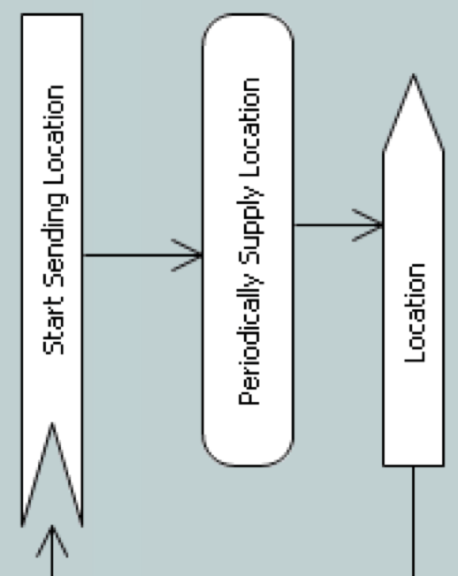 Start Sending Location
Periodically Supply Location
Location